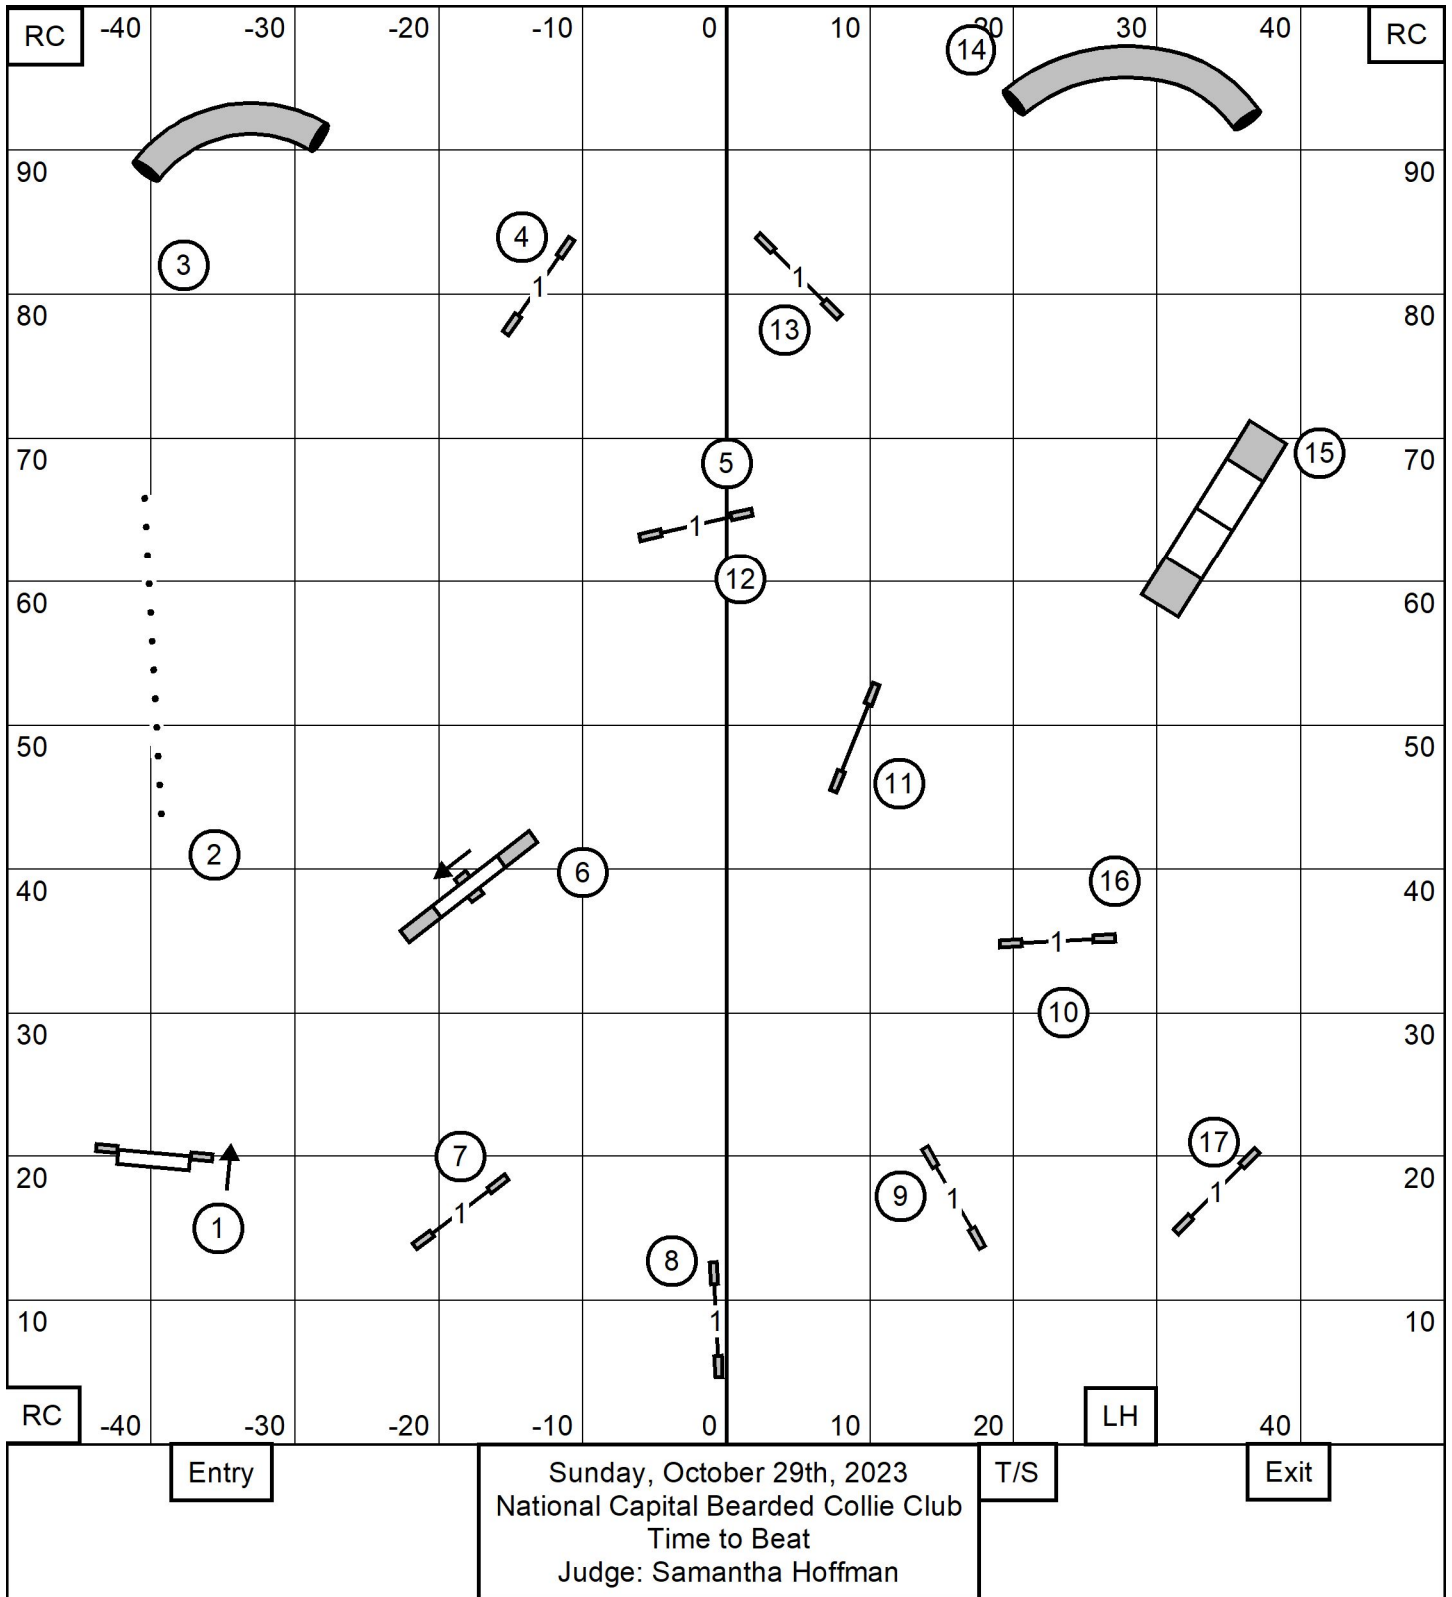 RC -40 -30 -20 -10 0 10 20 30 40 RC
14
90 90
4
3
1 1
80 80
13
5
70 15 70
1
12
60 60
50 50
11
2
6 16
40 40
1
10
30 30
17
7
20 1 9 1 1 20
1
8
10 1 10
RC -40 -30 -20 -10 0 10 20 LH 40
Entry T/S Exit
Sunday, October 29th, 2023
National Capital Bearded Collie Club
Time to Beat
Judge: Samantha Hoffman